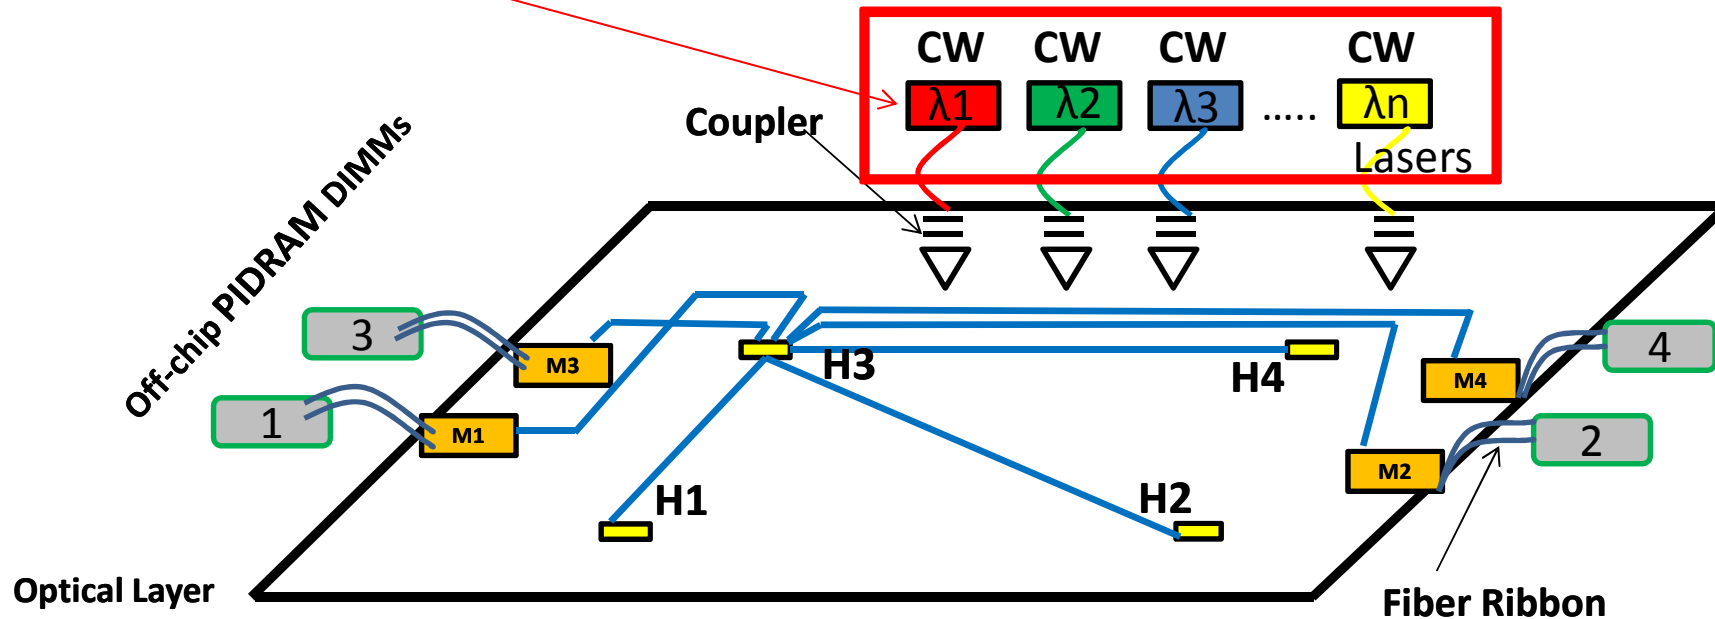 CW CW CW CW
λ1 λ2 λ3 ..... λn
Lasers
Coupler
Off-chip PIDRAM DIMMs
3
M3
H3
H4
M4
4
1
M1
M2
2
H1
H2
Optical Layer
Fiber Ribbon